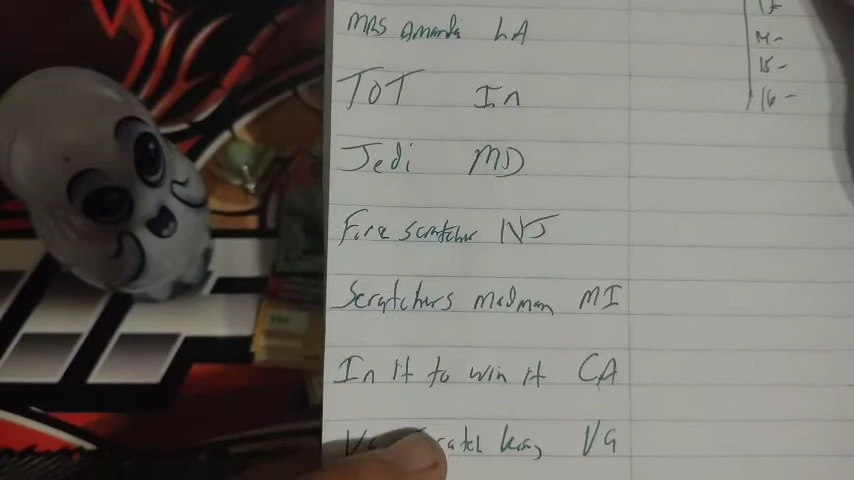 MRS Amanda LA
TOT In
Jedi MD
Fire scratcher NJ
Scratchers madman MI
In It to win it CA
king VA
14-
15-
16-